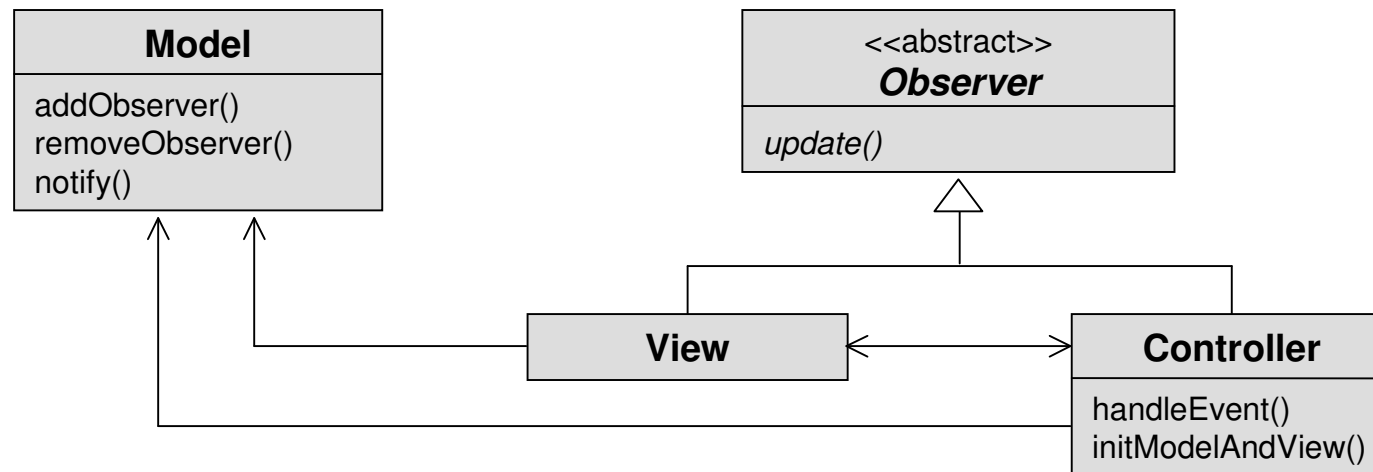 Model
addObserver()
removeObserver()
notify()
<<abstract>>
Observer
update()
View
Controller
handleEvent()
initModelAndView()